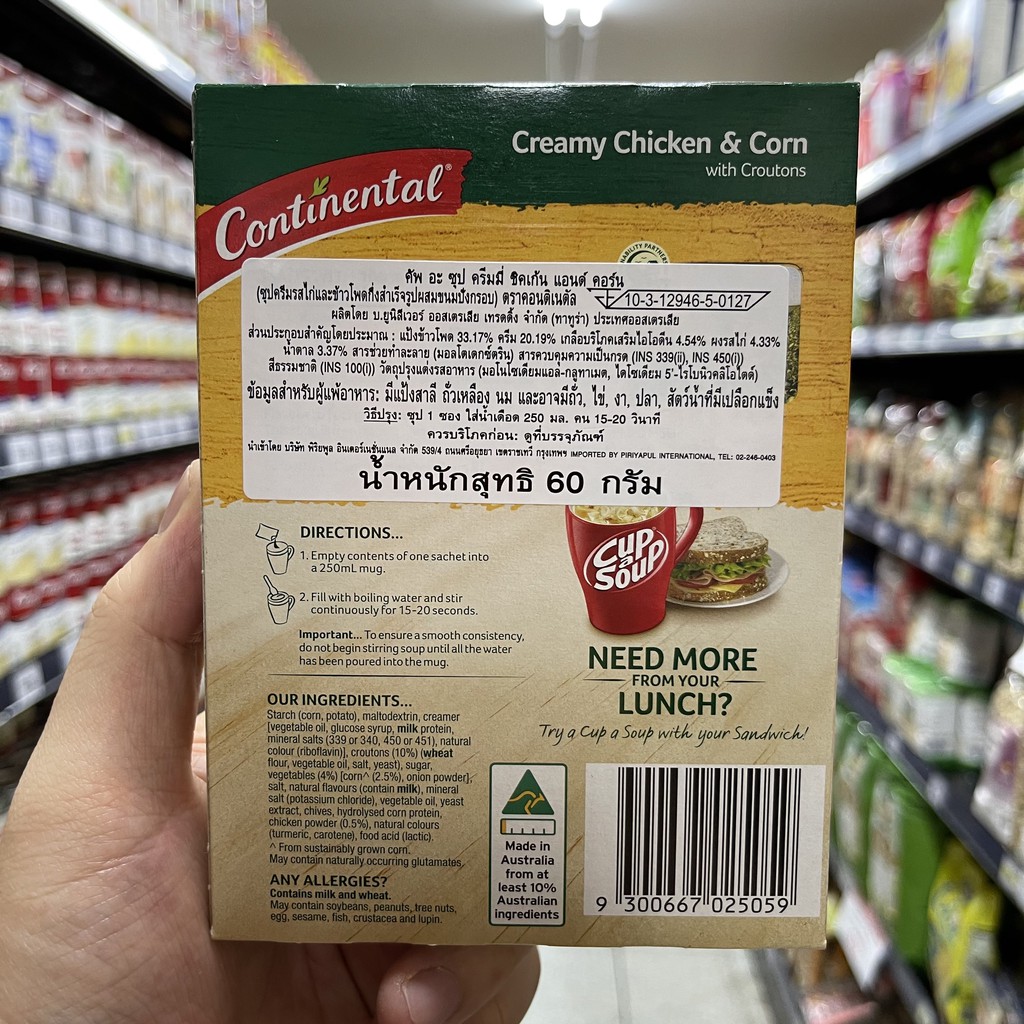 Creamy Chicken & Corn
with Croutons
Continental®
คัพ อะ ซุป ครีมมี่ ชิคเก้น แอนด์ คอร์น
(ซุปครีมรสไก่และข้าวโพดกึ่งสำเร็จรูปผสมขนมปังกรอบ) ตราคอนติเนตัล
10-3-12946-5-0127
ผลิตโดย บ.ยูนิลีเวอร์ ออสเตรเลีย เทรดดิ้ง จำกัด (ทาทูร่า) ประเทศออสเตรเลีย
ส่วนประกอบสำคัญโดยประมาณ : แป้งข้าวโพด 33.17% ครีม 20.19% เกลือบริโภคเสริมไอโอดีน 4.54% ผงรสไก่ 4.33%
น้ำตาล 3.37% สารช่วยทำละลาย (มอลโตเดกซ์ตริน) สารควบคุมความเป็นกรด (INS 339(ii), INS 450(i))
สีธรรมชาติ (INS 100(i)) วัตถุปรุงแต่งรสอาหาร (มอโนโซเดียมแอล-กลูทาเมต, ไดโซเดียม 5'-ไรโบนิวคลีโอไตด์)
ข้อมูลสำหรับผู้แพ้อาหาร: มีแป้งสาลี ถั่วเหลือง นม และอาจมีถั่ว, ไข่, งา, ปลา, สัตว์น้ำที่มีเปลือกแข็ง
วิธีปรุง: ซุป 1 ซอง ใส่น้ำเดือด 250 มล. คน 15-20 วินาที
ควรบริโภคก่อน: ดูที่บรรจุภัณฑ์
นำเข้าโดย บริษัท พิริยพูล อินเตอร์เนชั่นแนล จำกัด 539/4 ถนนศรีอยุธยา เขตราชเทวี กรุงเทพฯ IMPORTED BY PIRIYAPUL INTERNATIONAL, TEL: 02-246-0403
น้ำหนักสุทธิ 60 กรัม
DIRECTIONS...
1. Empty contents of one sachet into
a 250mL mug.
2. Fill with boiling water and stir
continuously for 15-20 seconds.
Important... To ensure a smooth consistency,
do not begin stirring soup until all the water
has been poured into the mug.
OUR INGREDIENTS...
Starch (corn, potato), maltodextrin, creamer
[vegetable oil, glucose syrup, milk protein,
mineral salts (339 or 340, 450 or 451), natural
colour (riboflavin)], croutons (10%) (wheat
flour, vegetable oil, salt, yeast), sugar,
vegetables (4%) [corn^ (2.5%), onion powder],
salt, natural flavours (contain milk), mineral
salt (potassium chloride), vegetable oil, yeast
extract, chives, hydrolysed corn protein,
chicken powder (0.5%), natural colours
(turmeric, carotene), food acid (lactic).
^ From sustainably grown corn.
May contain naturally occurring glutamates.
ANY ALLERGIES?
Contains milk and wheat.
May contain soybeans, peanuts, tree nuts,
egg, sesame, fish, crustacea and lupin.
Cup
a
Soup
NEED MORE
FROM YOUR
LUNCH?
Try a Cup a Soup with your Sandwich!
Made in
Australia
from at
least 10%
Australian
ingredients
9 300667 025059